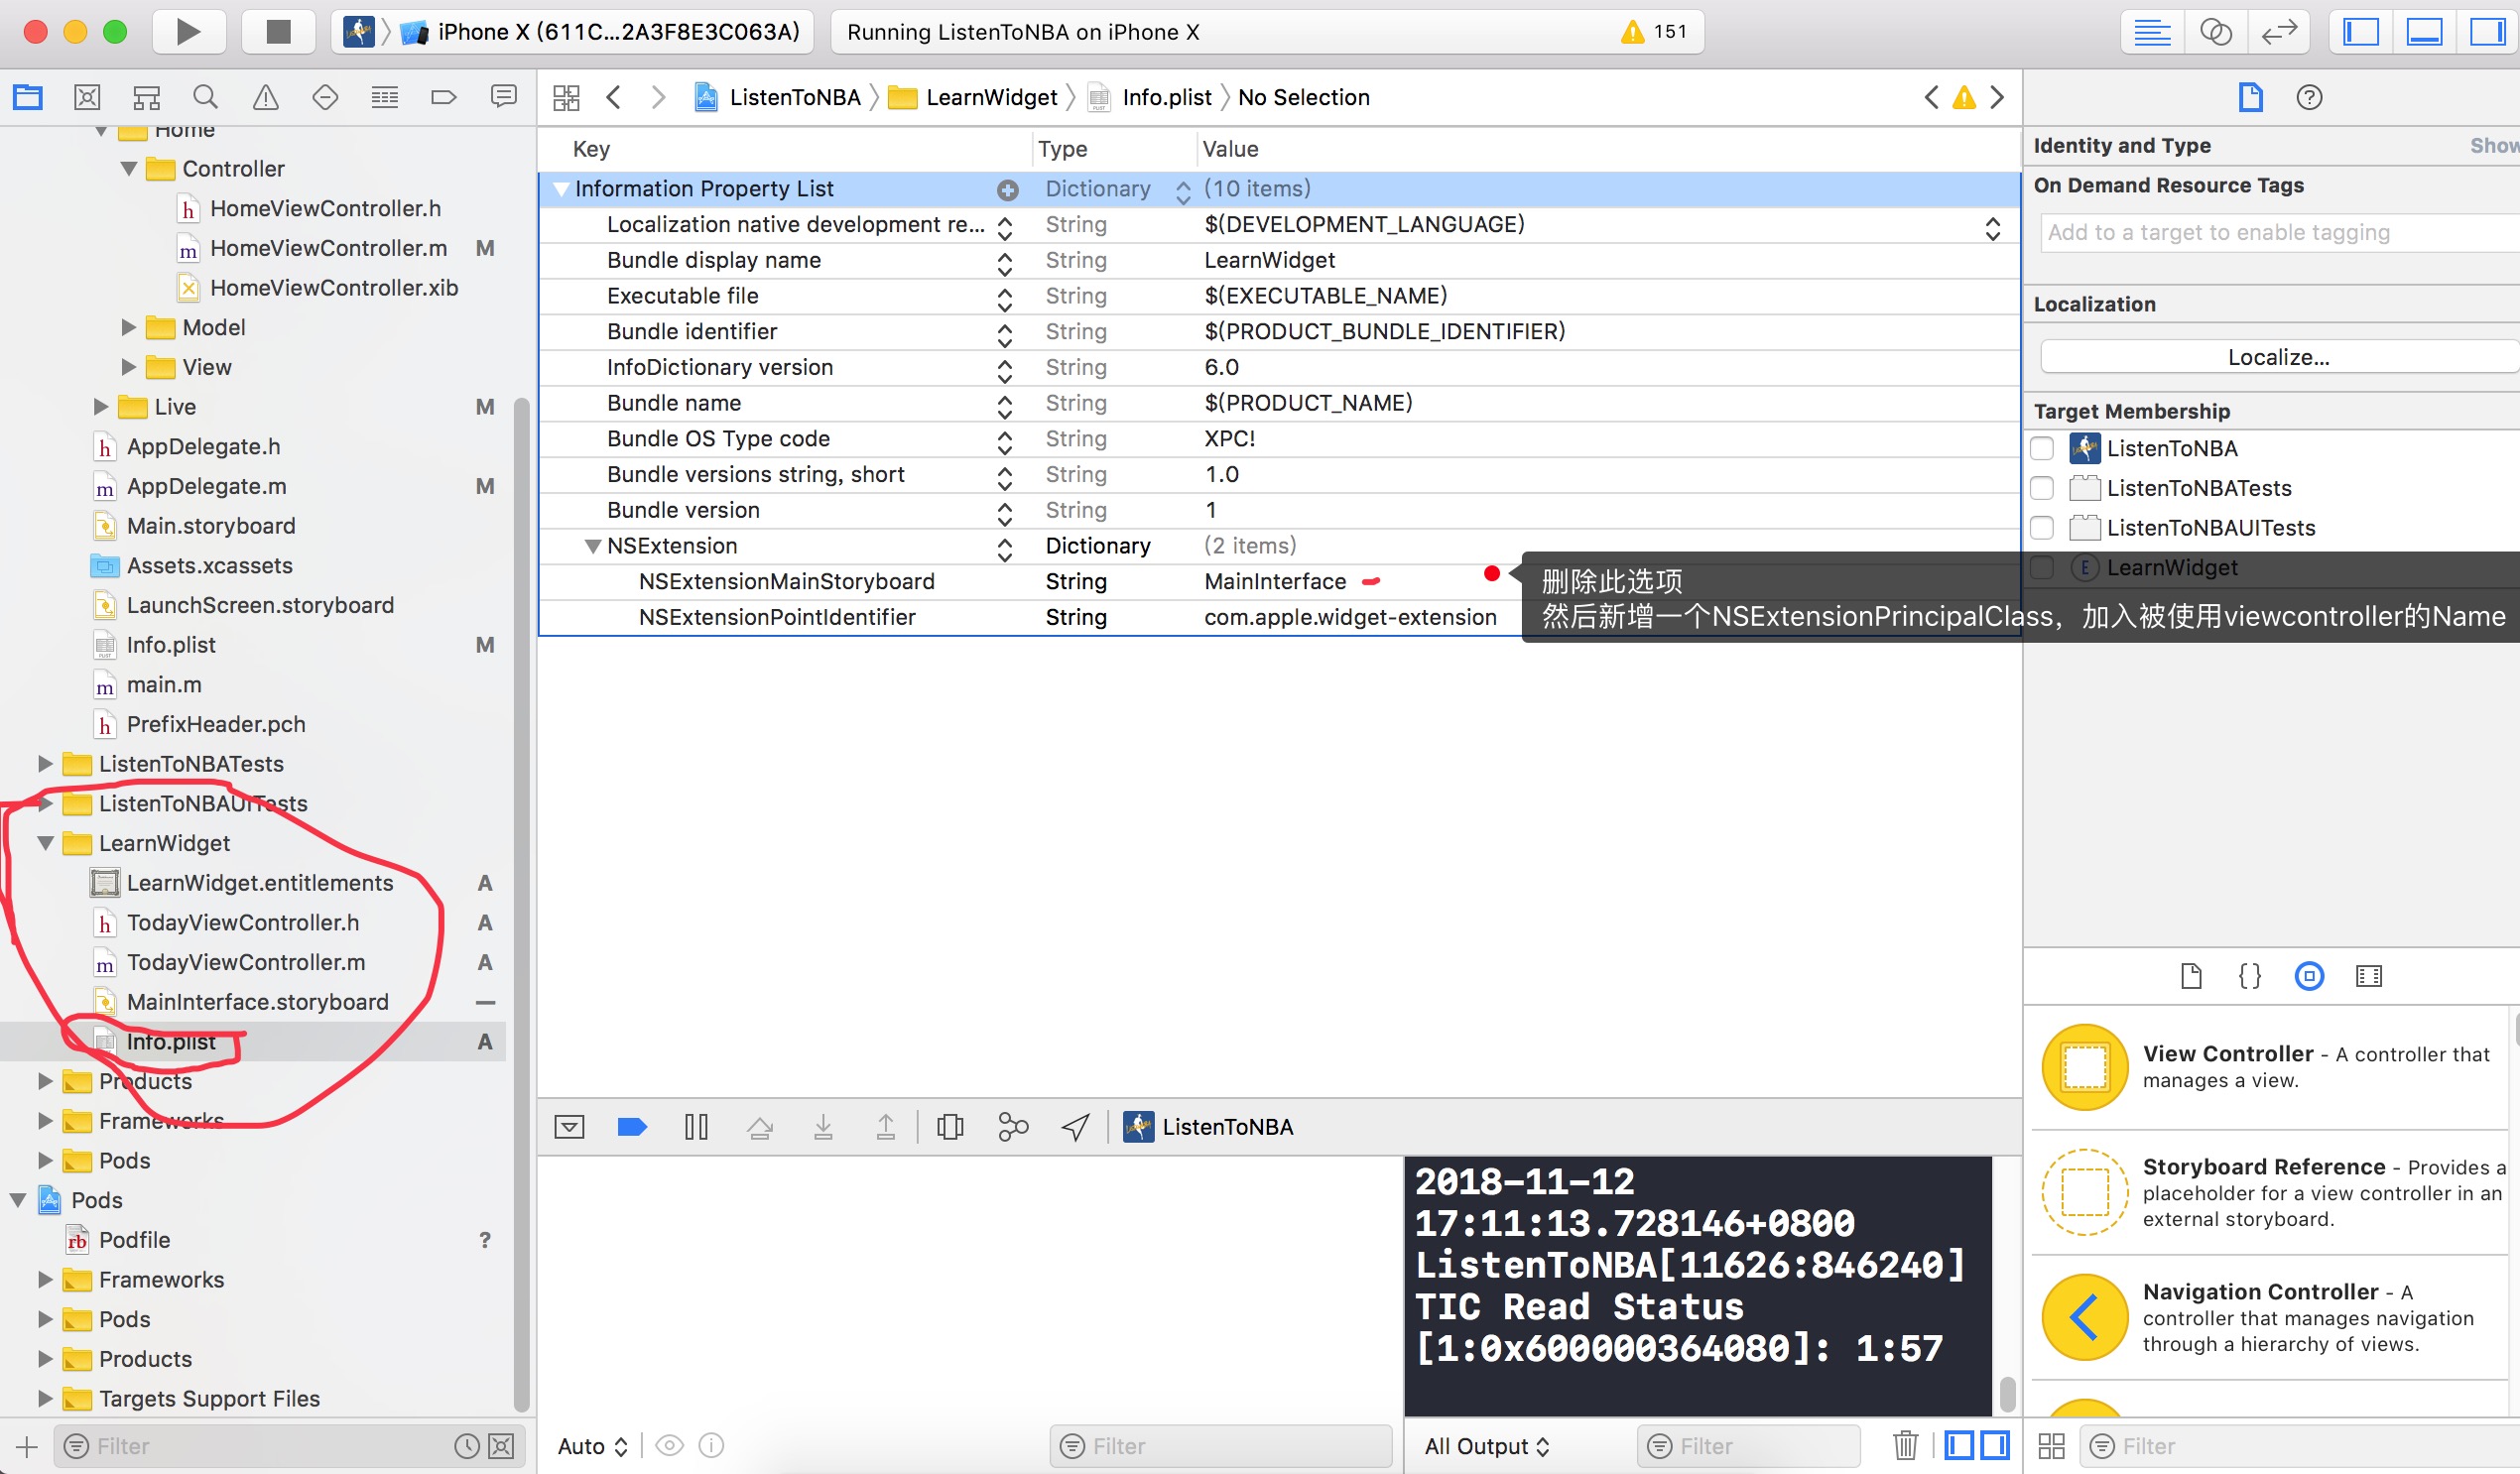 iPhone X (611C...2A3F8E3C063A)
Running ListenToNBA on iPhone X
151
ListenToNBA
LearnWidget
Info.plist
No Selection
Home
Controller
HomeViewController.h
HomeViewController.m M
HomeViewController.xib
Model
View
Live M
AppDelegate.h
AppDelegate.m M
Main.storyboard
Assets.xcassets
LaunchScreen.storyboard
Info.plist M
main.m
PrefixHeader.pch
ListenToNBATests
ListenToNBAUITests
LearnWidget
LearnWidget.entitlements A
TodayViewController.h A
TodayViewController.m A
MainInterface.storyboard
Info.plist A
Products
Frameworks
Pods
Pods
Podfile ?
Frameworks
Pods
Products
Targets Support Files
Filter
Key Type Value
Information Property List Dictionary (10 items)
Localization native development re... String $(DEVELOPMENT_LANGUAGE)
Bundle display name String LearnWidget
Executable file String $(EXECUTABLE_NAME)
Bundle identifier String $(PRODUCT_BUNDLE_IDENTIFIER)
InfoDictionary version String 6.0
Bundle name String $(PRODUCT_NAME)
Bundle OS Type code String XPC!
Bundle versions string, short String 1.0
Bundle version String 1
NSExtension Dictionary (2 items)
NSExtensionMainStoryboard String MainInterface
NSExtensionPointIdentifier String com.apple.widget-extension
删除此选项
然后新增一个NSExtensionPrincipalClass，加入被使用viewcontroller的Name
ListenToNBA
2018-11-12
17:11:13.728146+0800
ListenToNBA[11626:846240]
TIC Read Status
[1:0x600000364080]: 1:57
Auto
Filter
All Output
Filter
Identity and Type Show
On Demand Resource Tags
Add to a target to enable tagging
Localization
Localize...
Target Membership
ListenToNBA
ListenToNBATests
ListenToNBAUITests
E LearnWidget
View Controller - A controller that
manages a view.
Storyboard Reference - Provides a
placeholder for a view controller in an
external storyboard.
Navigation Controller - A
controller that manages navigation
through a hierarchy of views.
Filter